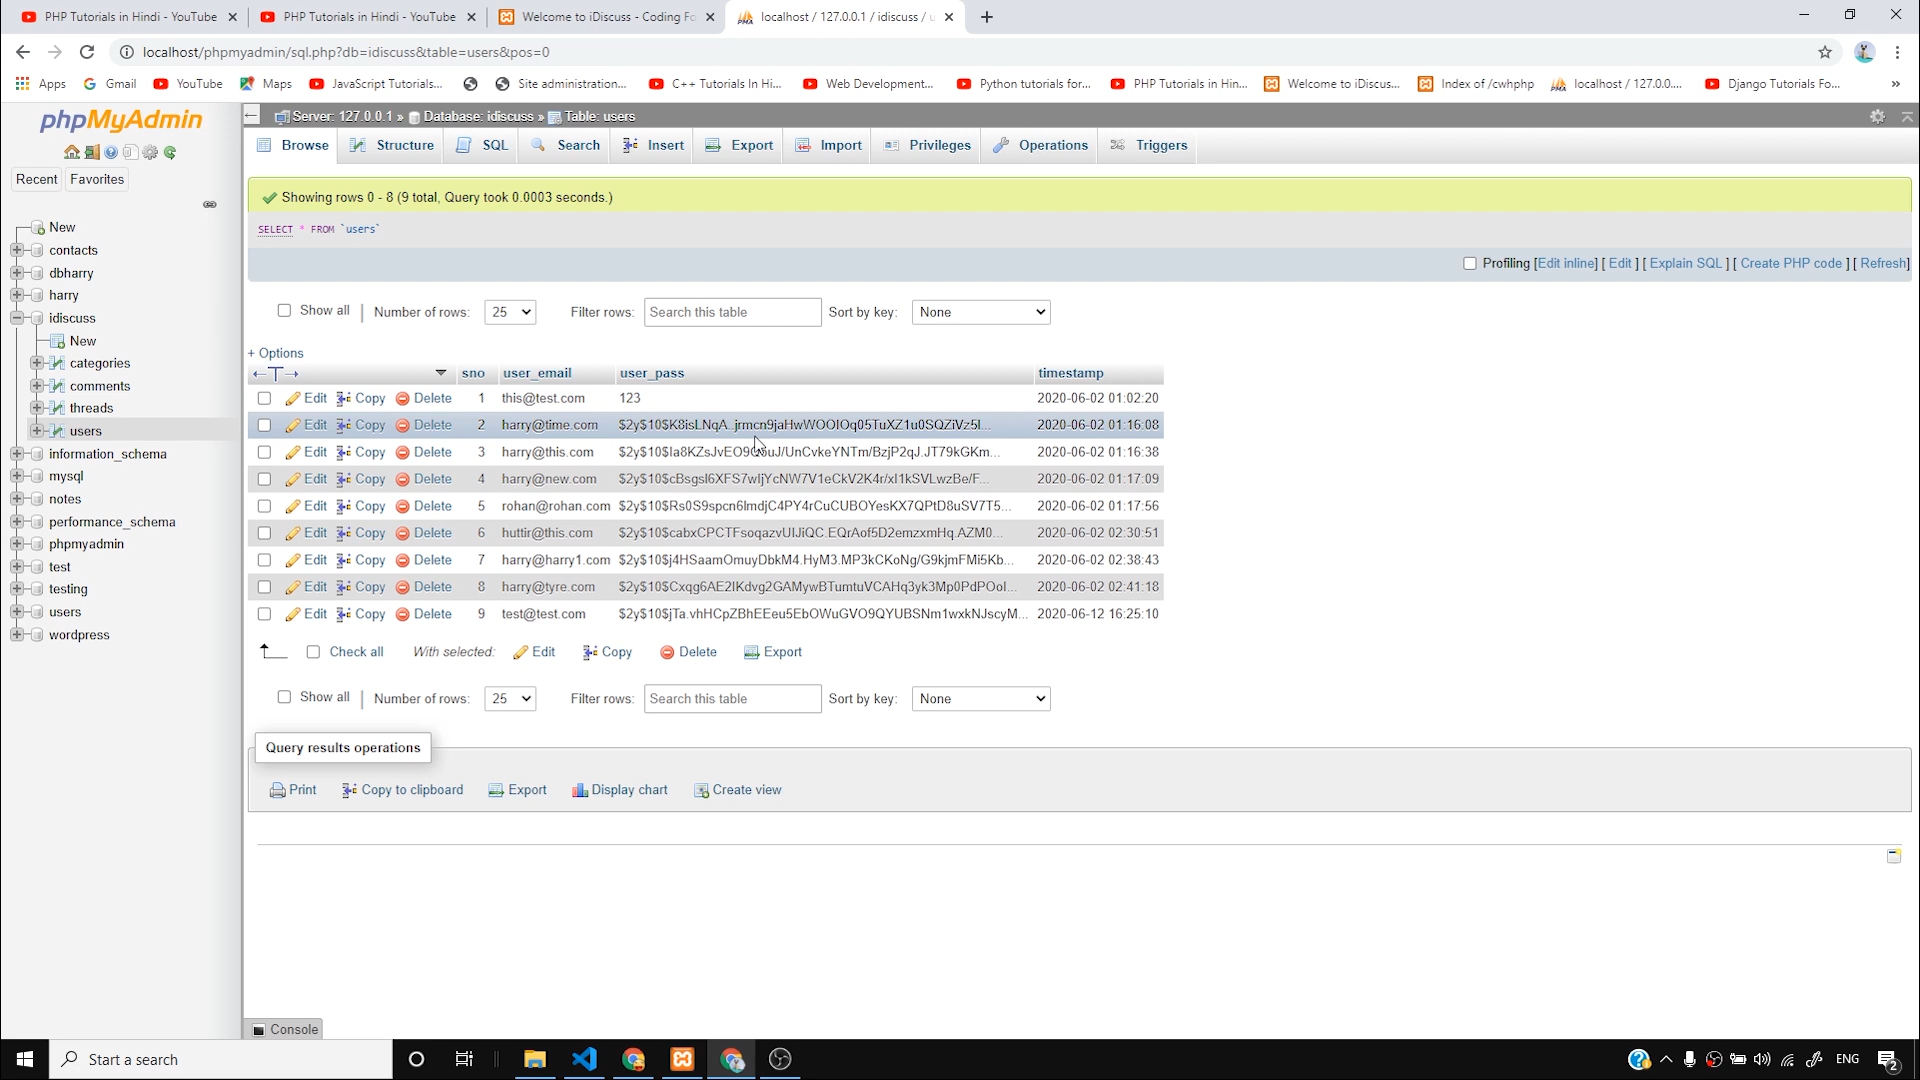 PHP Tutorials in Hindi - YouTube
PHP Tutorials in Hindi - YouTube
Welcome to iDiscuss - Coding Fo
localhost / 127.0.0.1 / idiscuss / u
localhost/phpmyadmin/sql.php?db=idiscuss&table=users&pos=0
Apps Gmail YouTube Maps JavaScript Tutorials... Site administration... C++ Tutorials In Hi... Web Development... Python tutorials for... PHP Tutorials in Hin... Welcome to iDiscus... Index of /cwhphp localhost / 127.0.0.... Django Tutorials Fo... »
phpMyAdmin
Recent Favorites
New
contacts
dbharry
harry
idiscuss
New
categories
comments
threads
users
information_schema
mysql
notes
performance_schema
phpmyadmin
test
testing
users
wordpress
Server: 127.0.0.1 » Database: idiscuss » Table: users
Browse Structure SQL Search Insert Export Import Privileges Operations Triggers
Showing rows 0 - 8 (9 total, Query took 0.0003 seconds.)
SELECT * FROM `users`
Profiling [Edit inline] [ Edit ] [ Explain SQL ] [ Create PHP code ] [ Refresh]
Show all | Number of rows: 25 Filter rows: Search this table Sort by key: None
+ Options
sno user_email user_pass timestamp
Edit Copy Delete 1 this@test.com 123 2020-06-02 01:02:20
Edit Copy Delete 2 harry@time.com 2020-06-02 01:16:08
Edit Copy Delete 3 harry@this.com 2020-06-02 01:16:38
Edit Copy Delete 4 harry@new.com 2020-06-02 01:17:09
Edit Copy Delete 5 rohan@rohan.com 2020-06-02 01:17:56
Edit Copy Delete 6 huttir@this.com 2020-06-02 02:30:51
Edit Copy Delete 7 harry@harry1.com 2020-06-02 02:38:43
Edit Copy Delete 8 harry@tyre.com 2020-06-02 02:41:18
Edit Copy Delete 9 test@test.com 2020-06-12 16:25:10
Check all With selected: Edit Copy Delete Export
Show all | Number of rows: 25 Filter rows: Search this table Sort by key: None
Query results operations
Print Copy to clipboard Export Display chart Create view
Console
Start a search
ENG
2